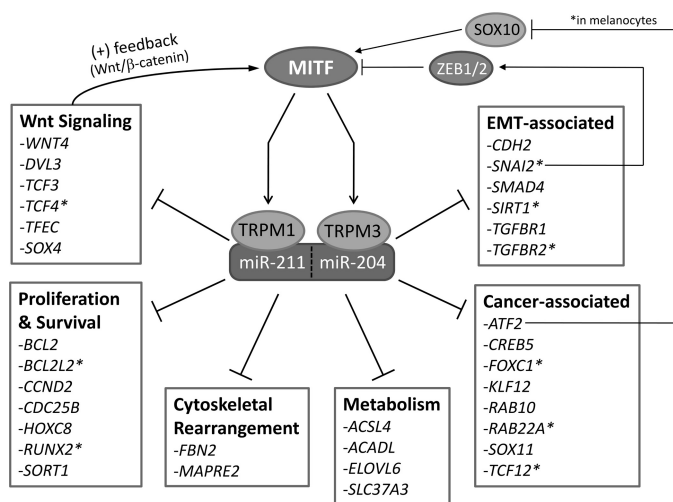 *in melanocytes
SOX10
(+) feedback
(Wnt/β-catenin)
MITF
ZEB1/2
Wnt Signaling
-WNT4
-DVL3
-TCF3
-TCF4*
-TFEC
-SOX4
EMT-associated
-CDH2
-SNAI2*
-SMAD4
-SIRT1*
-TGFBR1
-TGFBR2*
TRPM1
TRPM3
miR-211
miR-204
Proliferation
& Survival
-BCL2
-BCL2L2*
-CCND2
-CDC25B
-HOXC8
-RUNX2*
-SORT1
Cytoskeletal
Rearrangement
-FBN2
-MAPRE2
Metabolism
-ACSL4
-ACADL
-ELOVL6
-SLC37A3
Cancer-associated
-ATF2
-CREB5
-FOXC1*
-KLF12
-RAB10
-RAB22A*
-SOX11
-TCF12*